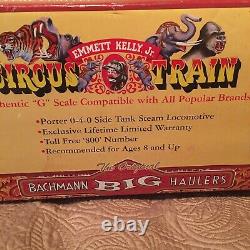 EMMETT KELLY, Jr.
CIRCUS TRAIN
thentic "G" Scale Compatible with All Popular Brands
• Porter 0-4-0 Side Tank Steam Locomotive
• Exclusive Lifetime Limited Warranty
• Toll Free '800' Number
• Recommended for Ages 8 and Up
The Original
BACHMANN BIG HAULERS